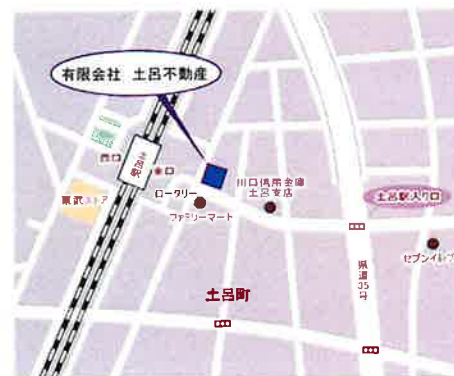 有限会社 土呂不動産
西口
土呂駅
東口
ロータリー
川口信用金庫
土呂支店
土呂駅入り口
東武ストア
ファミリーマート
セブンイレブン
県道35号
土呂町